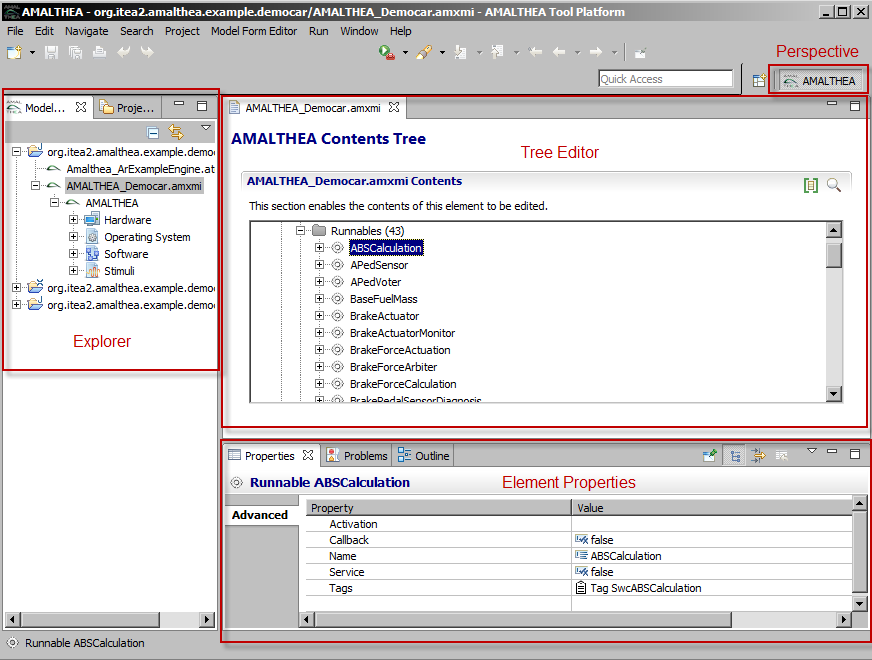 AMALTHEA - org.itea2.amalthea.example.democar/AMALTHEA_Democar.amxmi - AMALTHEA Tool Platform
File Edit Navigate Search Project Model Form Editor Run Window Help
Perspective
Quick Access
AMALTHEA
Model...
Proje...
org.itea2.amalthea.example.demo
Amalthea_ArExampleEngine.at
AMALTHEA_Democar.amxmi
AMALTHEA
Hardware
Operating System
Software
Stimuli
org.itea2.amalthea.example.demo
org.itea2.amalthea.example.demo
Explorer
AMALTHEA_Democar.amxmi
AMALTHEA Contents Tree
Tree Editor
AMALTHEA_Democar.amxmi Contents
This section enables the contents of this element to be edited.
Runnables (43)
ABSCalculation
APedSensor
APedVoter
BaseFuelMass
BrakeActuator
BrakeActuatorMonitor
BrakeForceActuation
BrakeForceArbiter
BrakeForceCalculation
BrakePedalSensorDiagnosis
Properties
Problems
Outline
Runnable ABSCalculation
Element Properties
Advanced
Property Value
Activation
Callback false
Name ABSCalculation
Service false
Tags Tag SwcABSCalculation
Runnable ABSCalculation